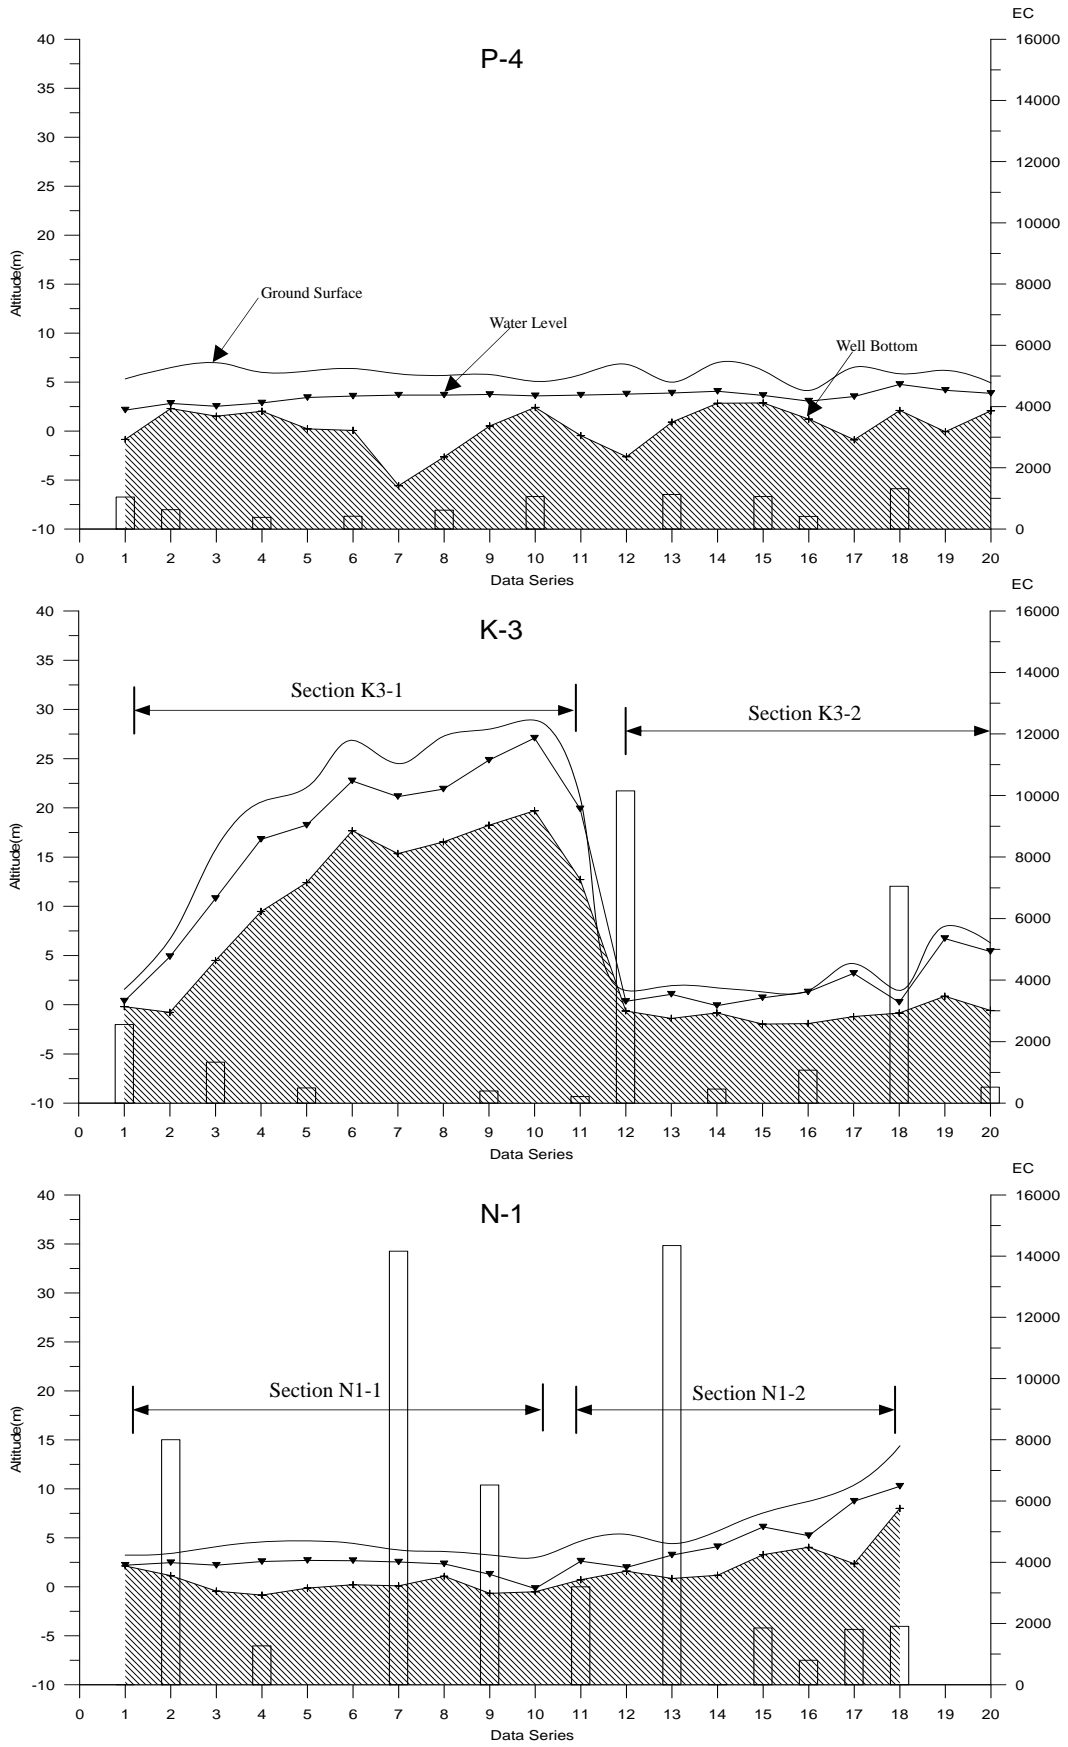 EC
P-4
40
35
30
25
20
15
10
5
0
-5
-10
Altitude(m)
16000
14000
12000
10000
8000
6000
4000
2000
0
Ground Surface
Water Level
Well Bottom
0 1 2 3 4 5 6 7 8 9 10 11 12 13 14 15 16 17 18 19 20
Data Series
EC
K-3
40
35
30
25
20
15
10
5
0
-5
-10
Altitude(m)
16000
14000
12000
10000
8000
6000
4000
2000
0
Section K3-1
Section K3-2
0 1 2 3 4 5 6 7 8 9 10 11 12 13 14 15 16 17 18 19 20
Data Series
EC
N-1
40
35
30
25
20
15
10
5
0
-5
-10
Altitude(m)
16000
14000
12000
10000
8000
6000
4000
2000
0
Section N1-1
Section N1-2
0 1 2 3 4 5 6 7 8 9 10 11 12 13 14 15 16 17 18 19 20
Data Series